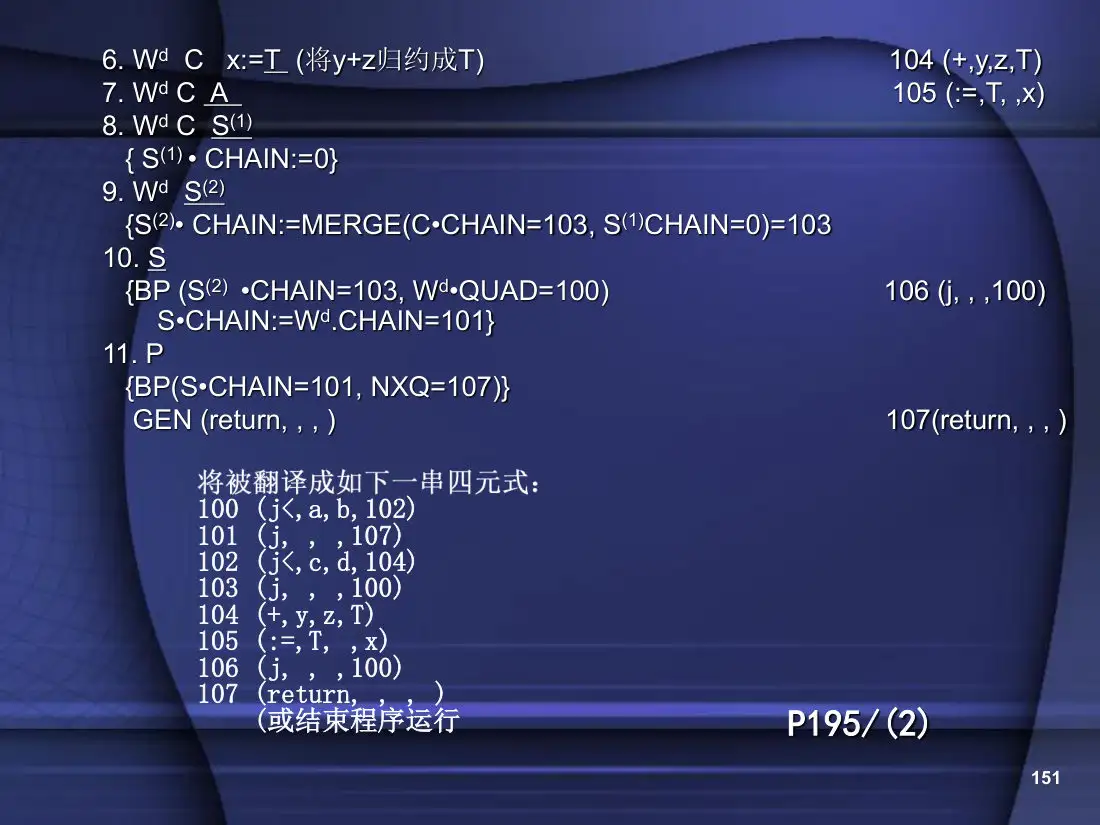 6. Wᵈ C x:=T (将y+z归约成T) 104 (+,y,z,T)
7. Wᵈ C A 105 (:=,T, ,x)
8. Wᵈ C S⁽¹⁾
{ S⁽¹⁾ • CHAIN:=0}
9. Wᵈ S⁽²⁾
{S⁽²⁾• CHAIN:=MERGE(C•CHAIN=103, S⁽¹⁾CHAIN=0)=103
10. S
{BP (S⁽²⁾ •CHAIN=103, Wᵈ•QUAD=100) 106 (j, , ,100)
S•CHAIN:=Wᵈ.CHAIN=101}
11. P
{BP(S•CHAIN=101, NXQ=107)}
GEN (return, , , ) 107(return, , , )
将被翻译成如下一串四元式:
100 (j<,a,b,102)
101 (j, , ,107)
102 (j<,c,d,104)
103 (j, , ,100)
104 (+,y,z,T)
105 (:=,T, ,x)
106 (j, , ,100)
107 (return, , , )
(或结束程序运行
P195/(2)
151